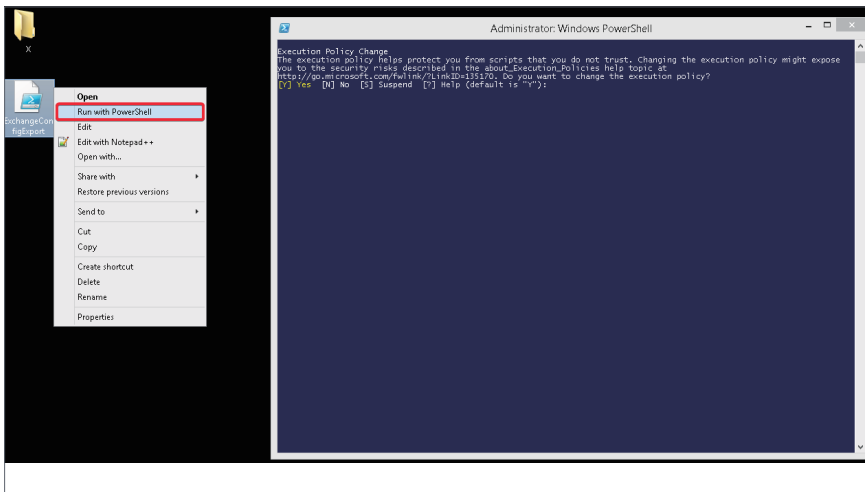 X
ExchangeCon
figExport
Open
Run with PowerShell
Edit
Edit with Notepad++
Open with...
Share with
Restore previous versions
Send to
Cut
Copy
Create shortcut
Delete
Rename
Properties
Administrator: Windows PowerShell
Execution Policy Change
The execution policy helps protect you from scripts that you do not trust. Changing the execution policy might expose
you to the security risks described in the about_Execution_Policies help topic at
http://go.microsoft.com/fwlink/?LinkID=135170. Do you want to change the execution policy?
[Y] Yes  [N] No  [S] Suspend  [?] Help (default is "Y"):